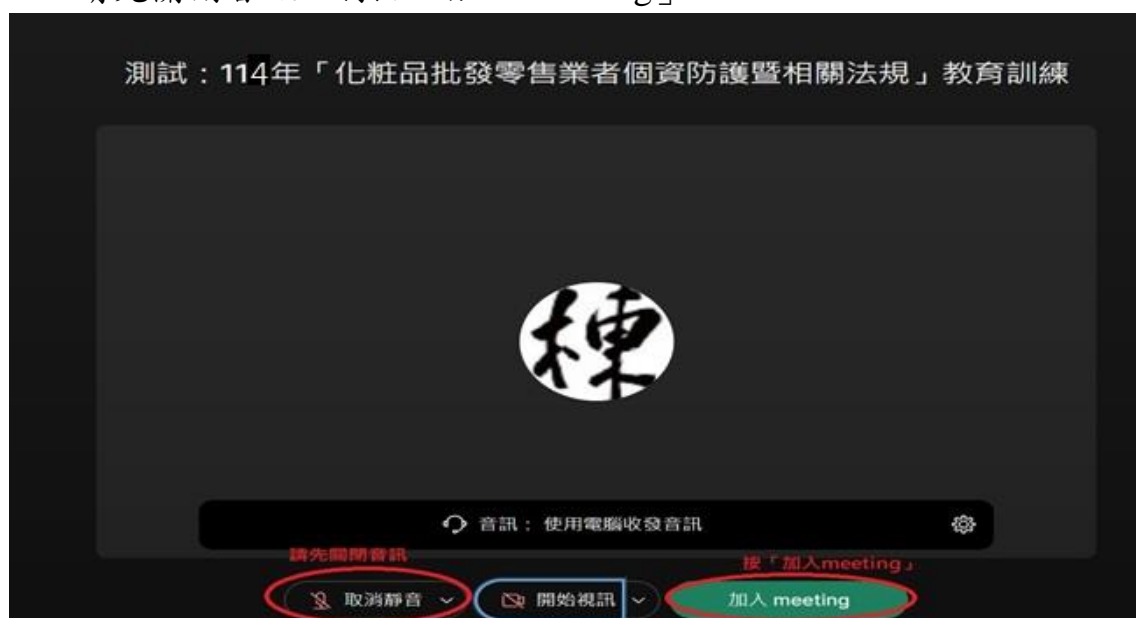 測試：114年「化粧品批發零售業者個資防護暨相關法規」教育訓練
棟
音訊： 使用電腦收發音訊
請先關閉音訊
按「加入meeting」
取消靜音
開始視訊
加入 meeting